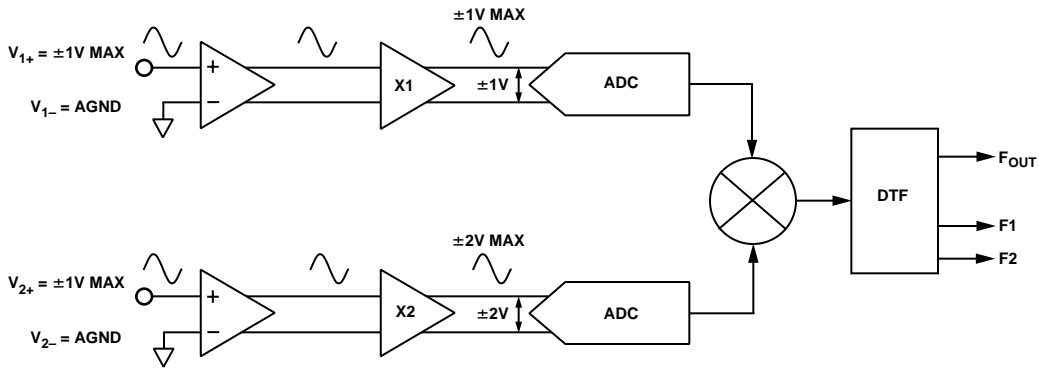 ±1V MAX
V1+ = ±1V MAX
+
X1
±1V
ADC
V1– = AGND
–
FOUT
DTF
F1
F2
±2V MAX
V2+ = ±1V MAX
+
X2
±2V
ADC
V2– = AGND
–